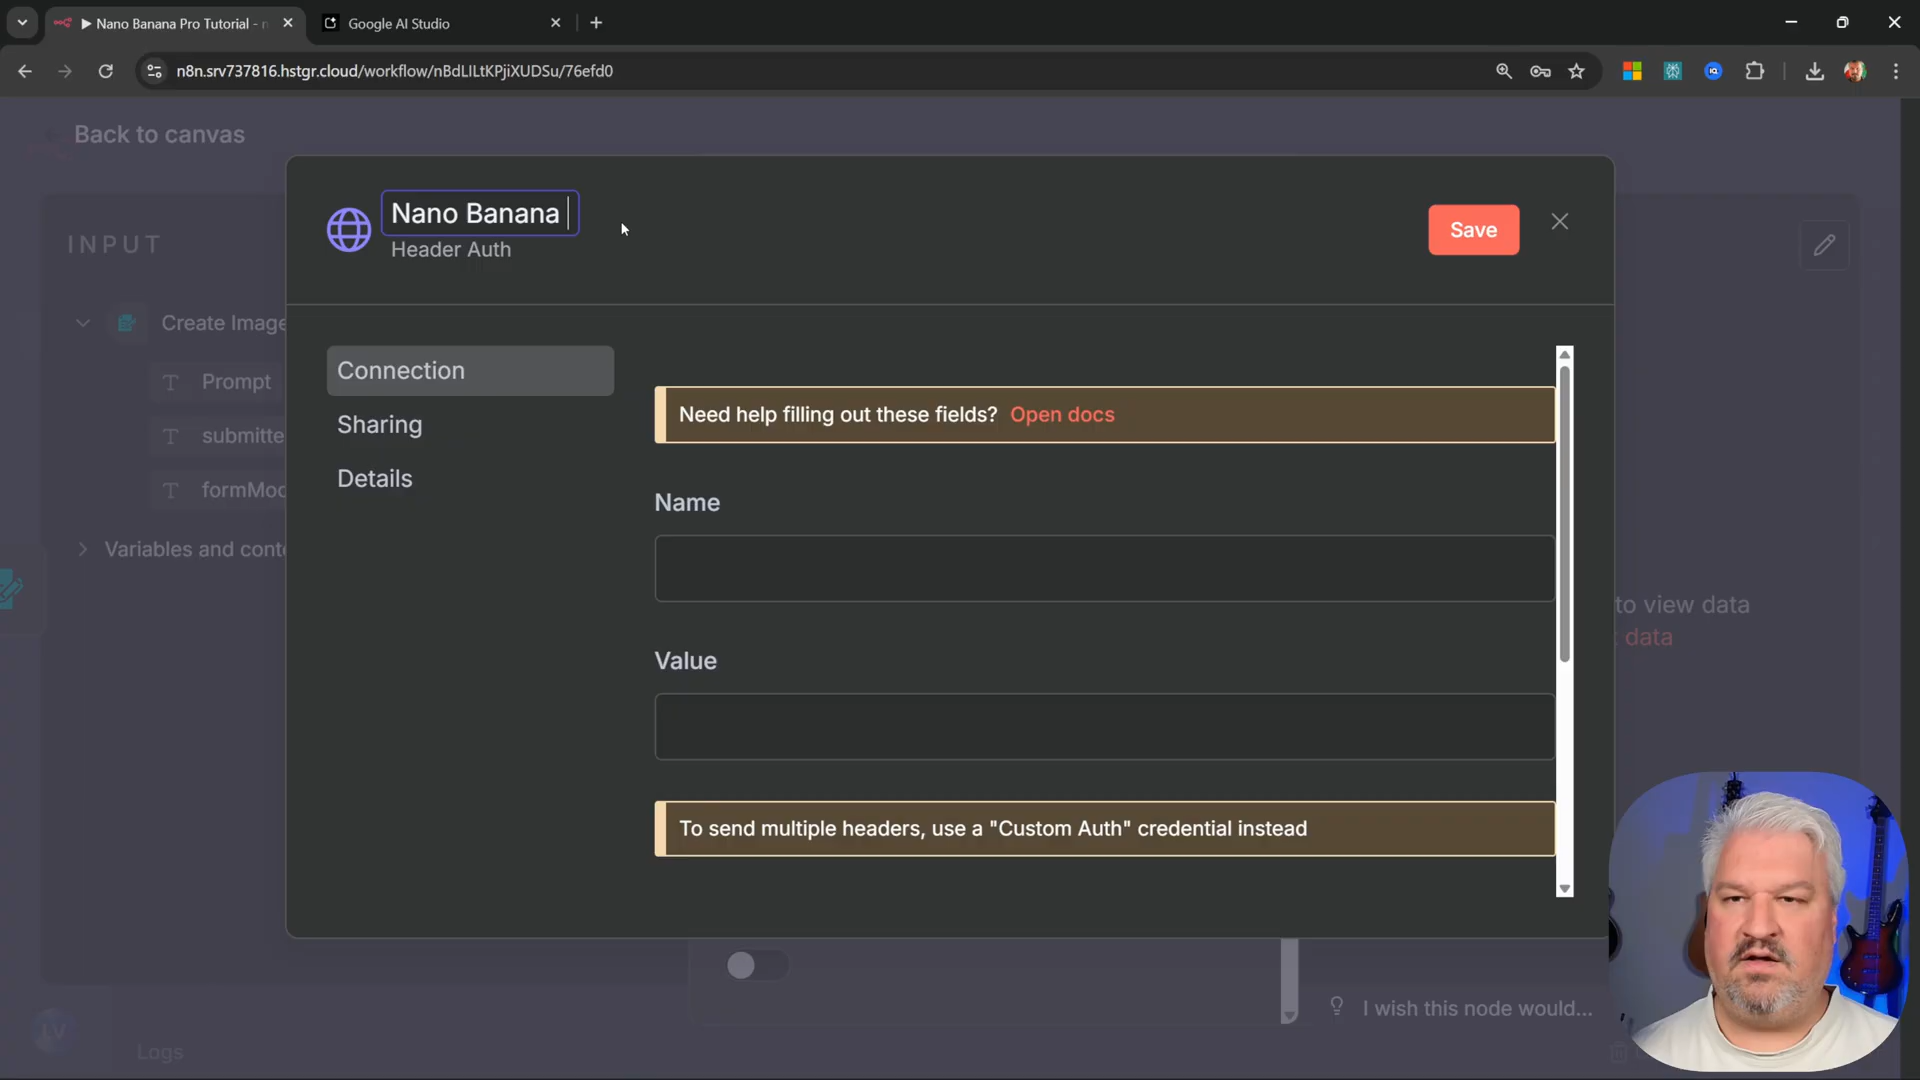 ▶ Nano Banana Pro Tutorial - n
Google AI Studio
n8n.srv737816.hstgr.cloud/workflow/nBdLILtKPjiXUDSu/76efd0
Back to canvas
Nano Banana
Header Auth
Save
INPUT
Create Image
Prompt
submitte
formMod
Variables and conte
Connection
Sharing
Details
Need help filling out these fields? Open docs
Name
Value
To send multiple headers, use a "Custom Auth" credential instead
to view data
data
I wish this node would...
LV
Logs